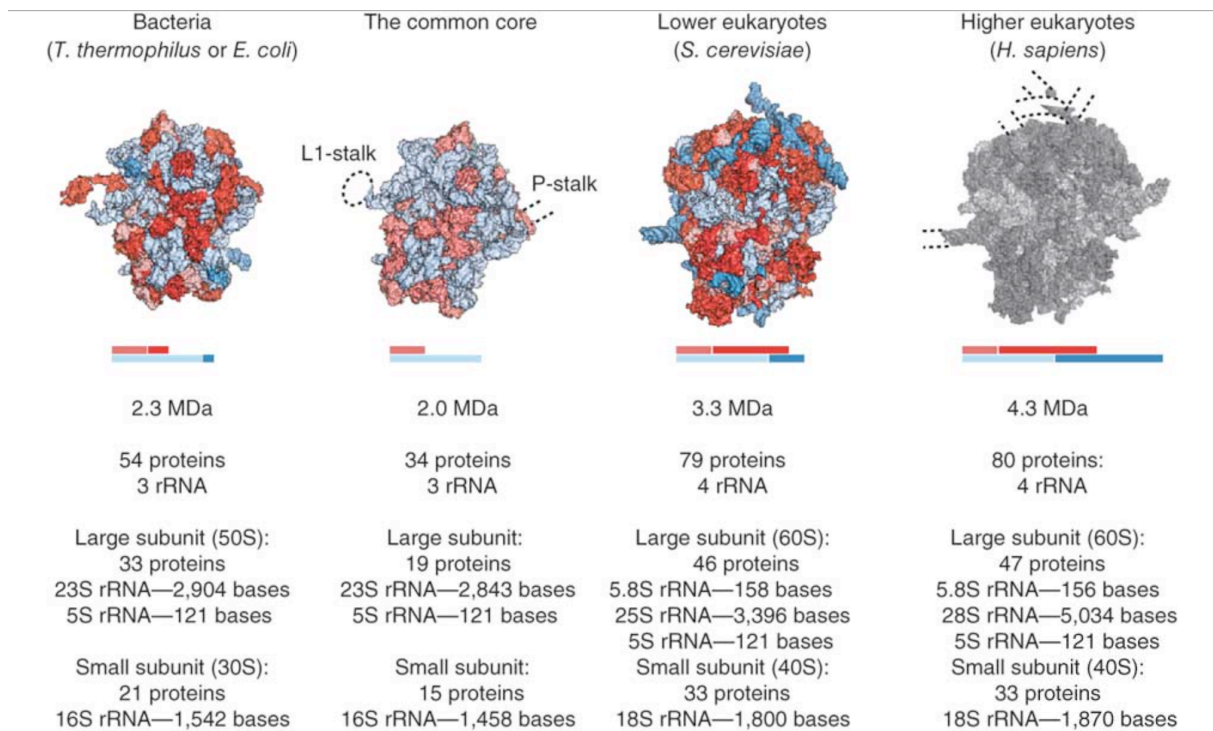 Bacteria
(T. thermophilus or E. coli)
The common core
Lower eukaryotes
(S. cerevisiae)
Higher eukaryotes
(H. sapiens)
L1-stalk
P-stalk
2.3 MDa
2.0 MDa
3.3 MDa
4.3 MDa
54 proteins
3 rRNA
34 proteins
3 rRNA
79 proteins
4 rRNA
80 proteins:
4 rRNA
Large subunit (50S):
33 proteins
23S rRNA—2,904 bases
5S rRNA—121 bases
Large subunit:
19 proteins
23S rRNA—2,843 bases
5S rRNA—121 bases
Large subunit (60S):
46 proteins
5.8S rRNA—158 bases
25S rRNA—3,396 bases
5S rRNA—121 bases
Large subunit (60S):
47 proteins
5.8S rRNA—156 bases
28S rRNA—5,034 bases
5S rRNA—121 bases
Small subunit (30S):
21 proteins
16S rRNA—1,542 bases
Small subunit:
15 proteins
16S rRNA—1,458 bases
Small subunit (40S):
33 proteins
18S rRNA—1,800 bases
Small subunit (40S):
33 proteins
18S rRNA—1,870 bases